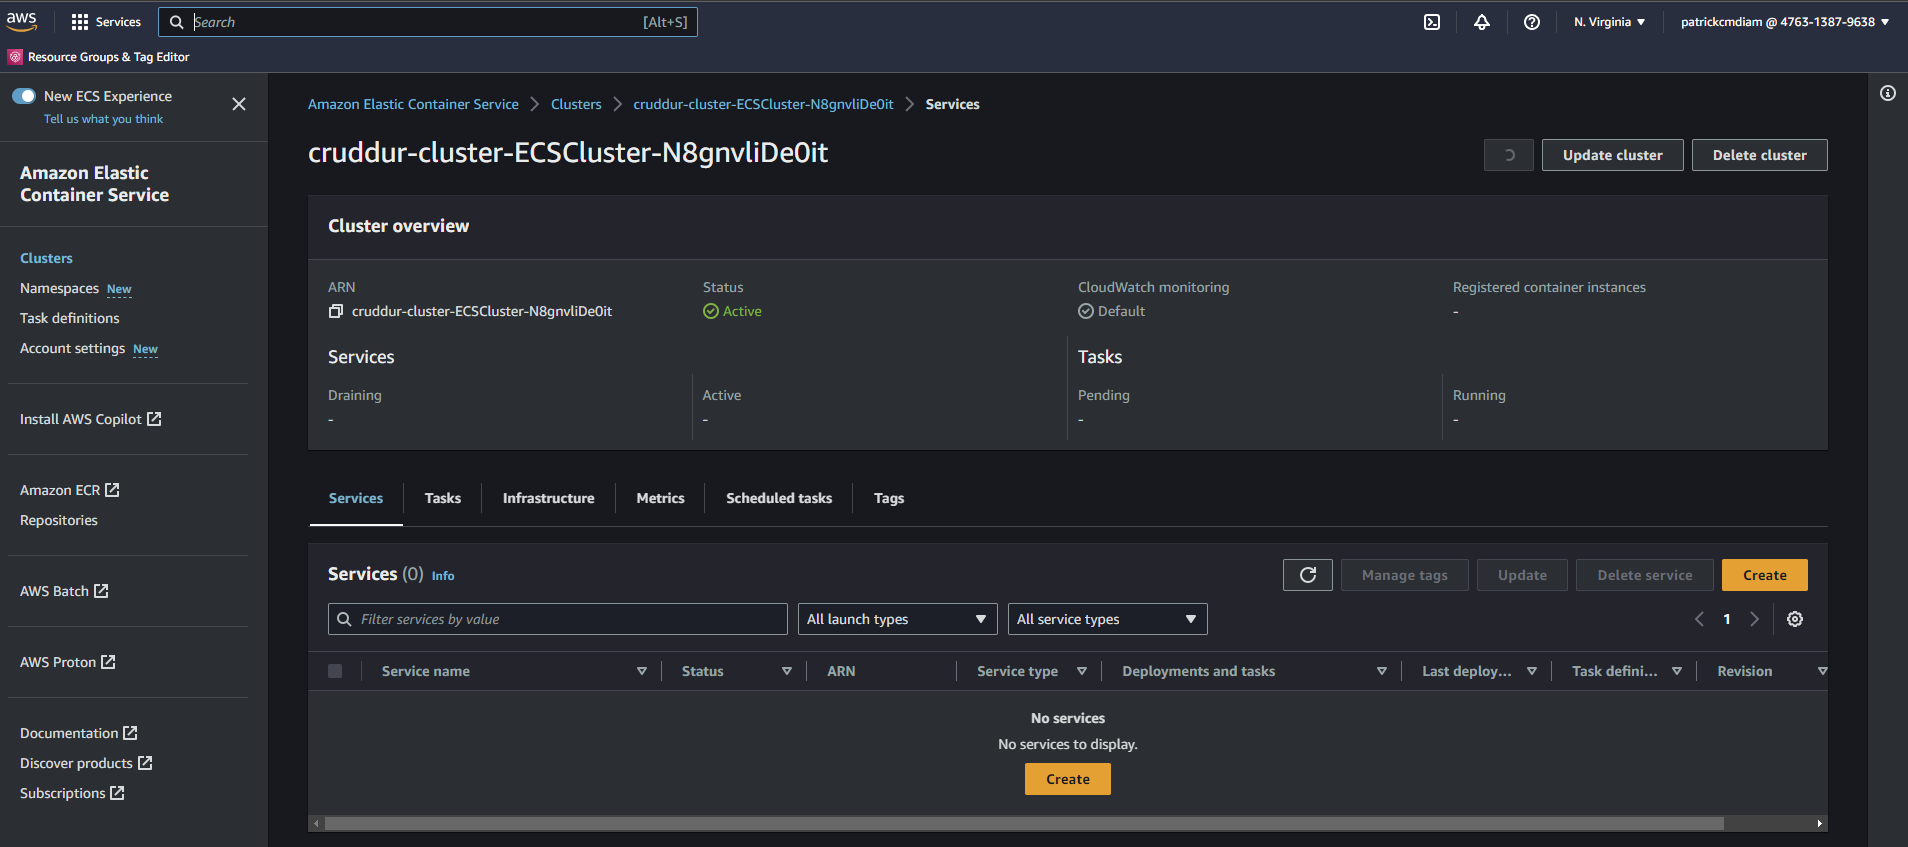 aws Services Search [Alt+S] N. Virginia patrickcmdiam @ 4763-1387-9638
Resource Groups & Tag Editor
New ECS Experience
Tell us what you think
Amazon Elastic Container Service
Clusters
Namespaces New
Task definitions
Account settings New
Install AWS Copilot
Amazon ECR
Repositories
AWS Batch
AWS Proton
Documentation
Discover products
Subscriptions
Amazon Elastic Container Service Clusters cruddur-cluster-ECSCluster-N8gnvliDe0it Services
cruddur-cluster-ECSCluster-N8gnvliDe0it
Update cluster Delete cluster
Cluster overview
ARN Status CloudWatch monitoring Registered container instances
cruddur-cluster-ECSCluster-N8gnvliDe0it Active Default -
Services Tasks
Draining Active Pending Running
- - - -
Services Tasks Infrastructure Metrics Scheduled tasks Tags
Services (0) Info Manage tags Update Delete service Create
Filter services by value All launch types All service types 1
Service name Status ARN Service type Deployments and tasks Last deploy... Task defini... Revision
No services
No services to display.
Create